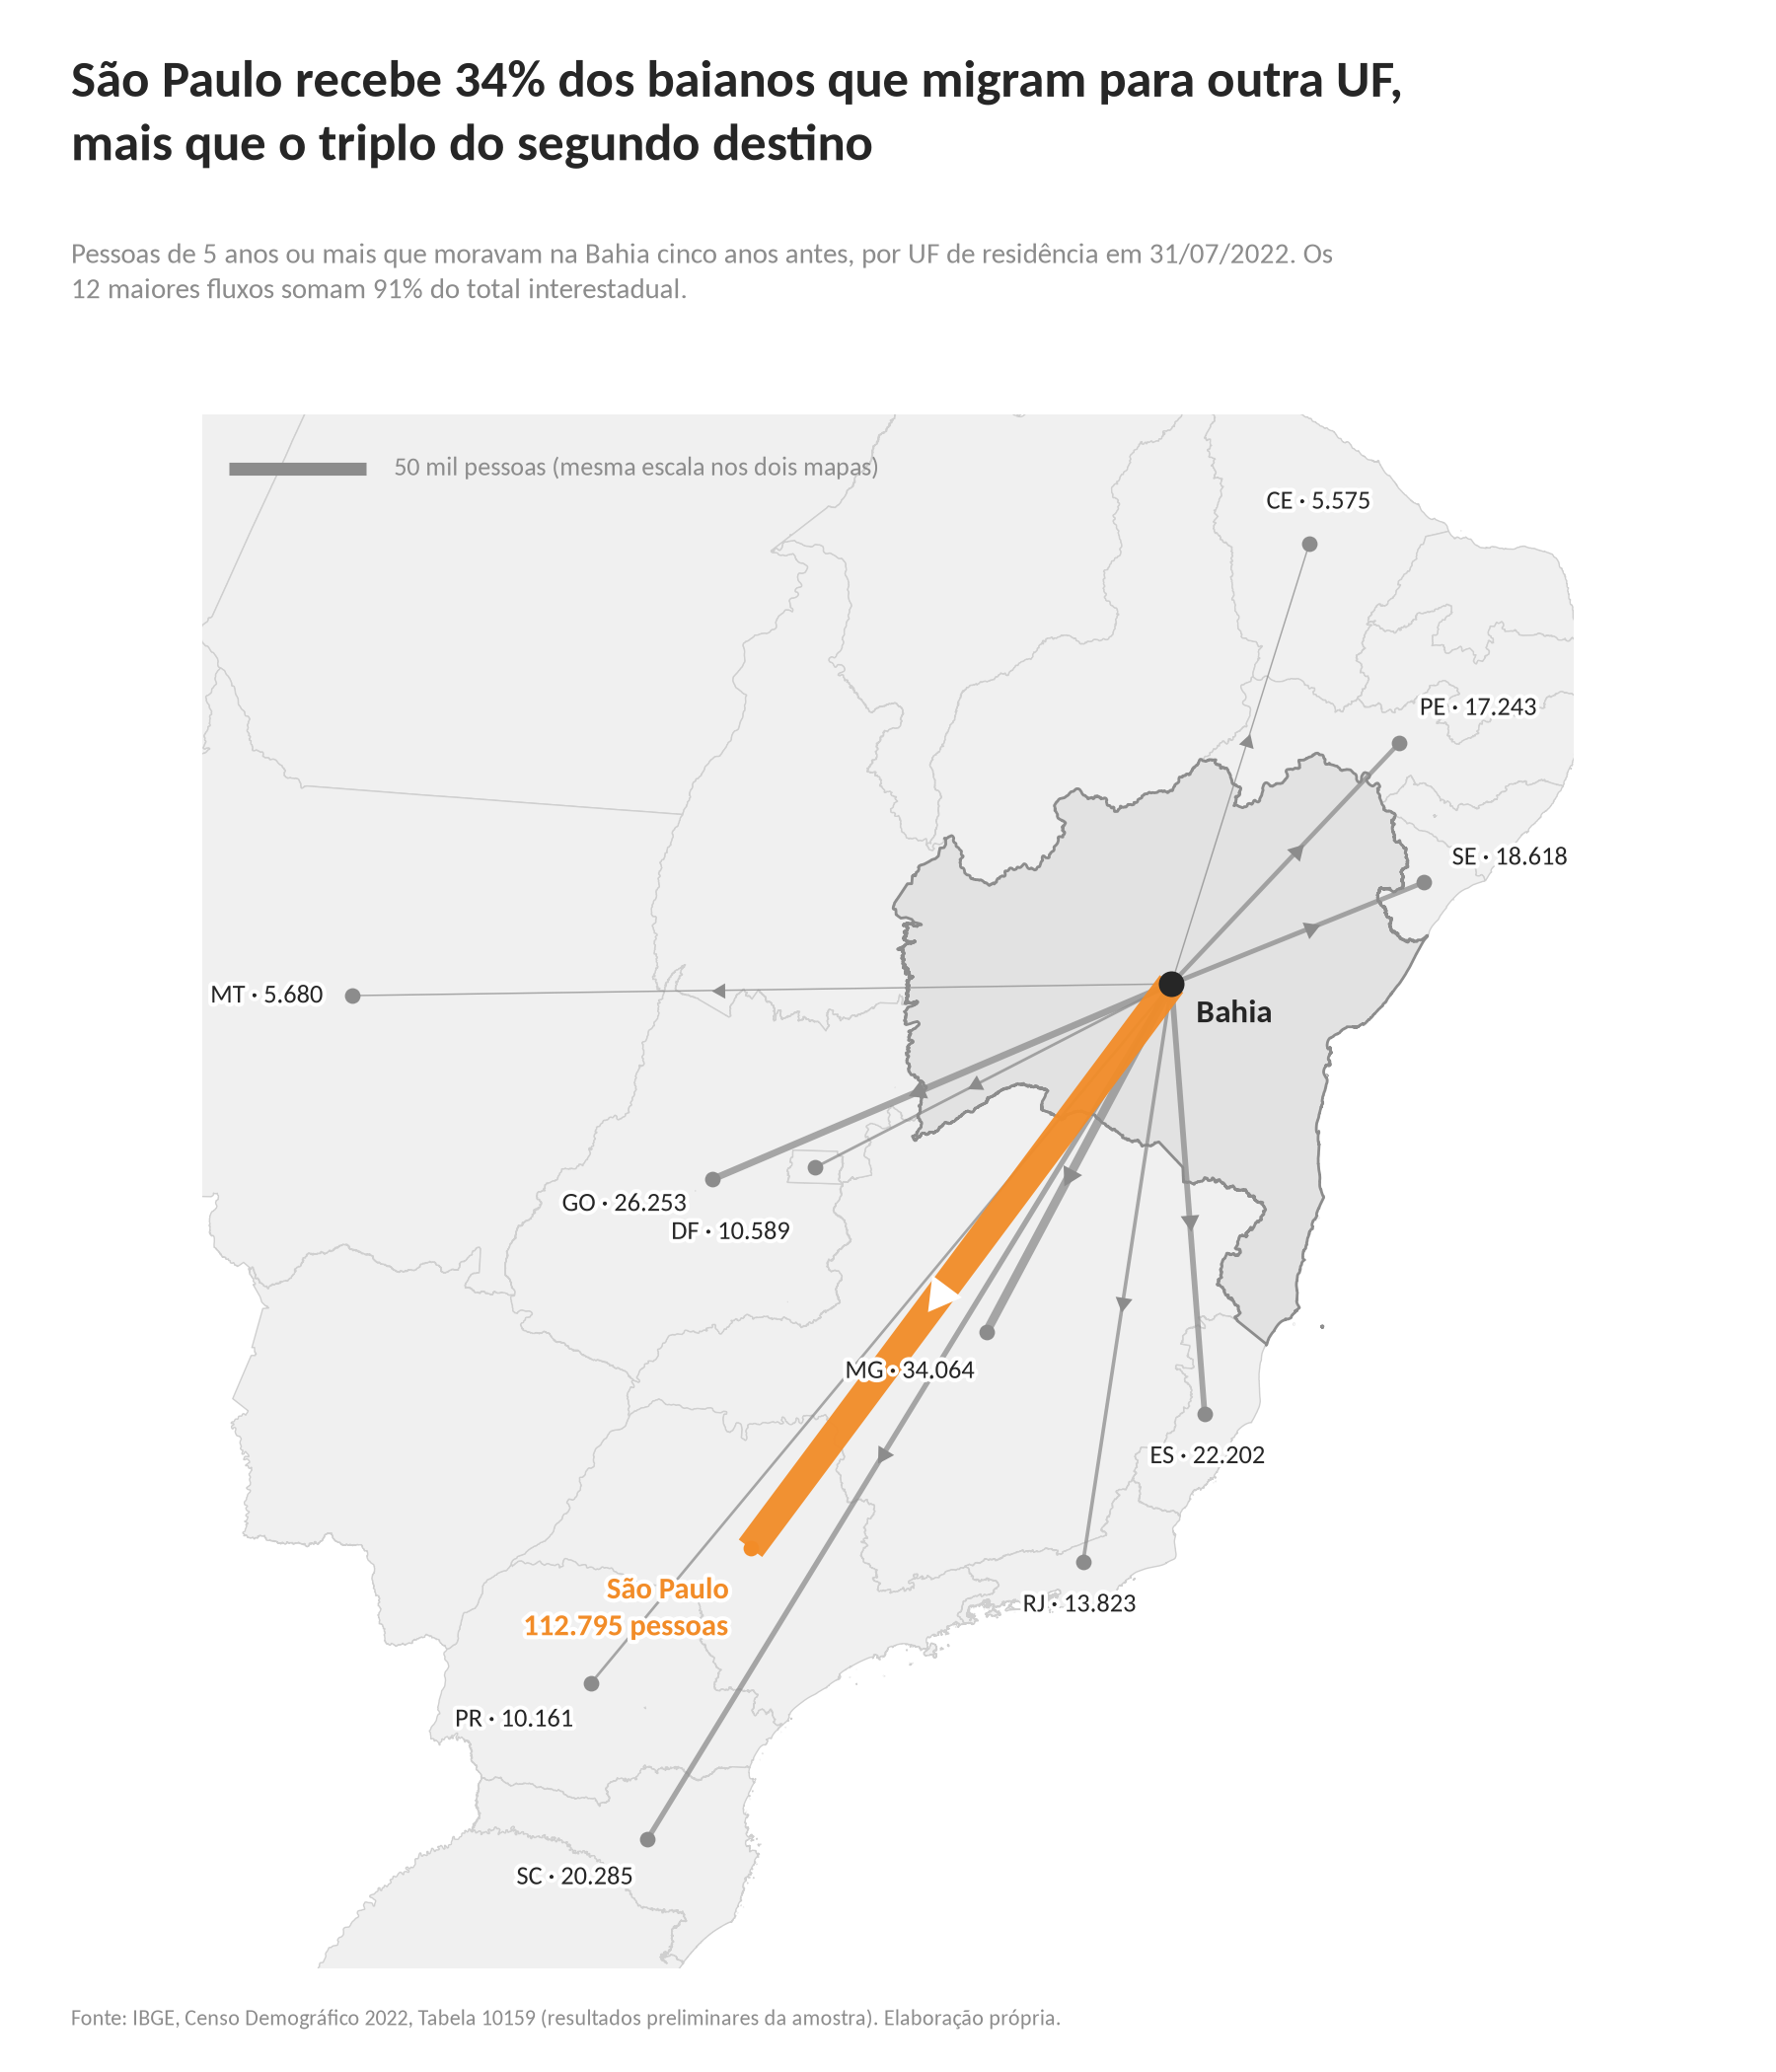 São Paulo recebe 34% dos baianos que migram para outra UF,
mais que o triplo do segundo destino
Pessoas de 5 anos ou mais que moravam na Bahia cinco anos antes, por UF de residência em 31/07/2022. Os
12 maiores fluxos somam 91% do total interestadual.
50 mil pessoas (mesma escala nos dois mapas)
CE · 5.575
PE · 17.243
SE · 18.618
MT · 5.680
Bahia
GO · 26.253
DF · 10.589
MG · 34.064
ES · 22.202
São Paulo
112.795 pessoas
RJ · 13.823
PR · 10.161
SC · 20.285
Fonte: IBGE, Censo Demográfico 2022, Tabela 10159 (resultados preliminares da amostra). Elaboração própria.